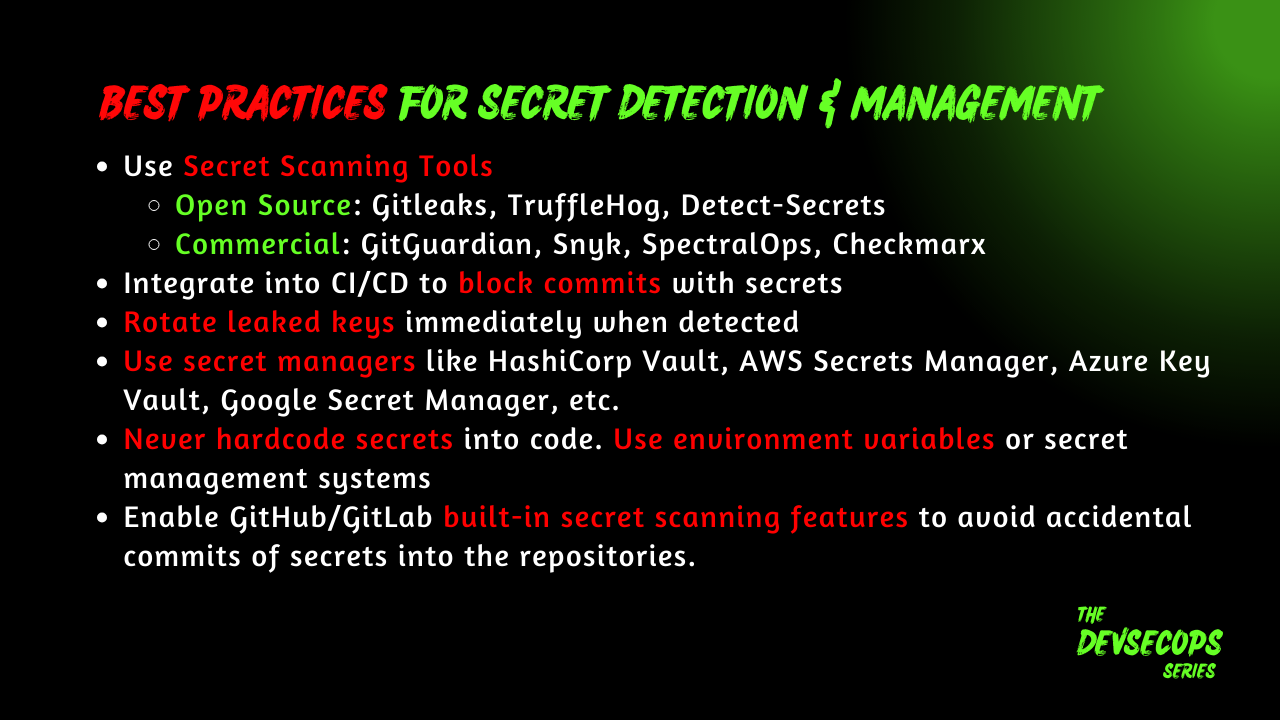 BEST PRACTICES FOR SECRET DETECTION & MANAGEMENT
• Use Secret Scanning Tools
○ Open Source: Gitleaks, TruffleHog, Detect-Secrets
○ Commercial: GitGuardian, Snyk, SpectralOps, Checkmarx
• Integrate into CI/CD to block commits with secrets
• Rotate leaked keys immediately when detected
• Use secret managers like HashiCorp Vault, AWS Secrets Manager, Azure Key
Vault, Google Secret Manager, etc.
• Never hardcode secrets into code. Use environment variables or secret
management systems
• Enable GitHub/GitLab built-in secret scanning features to avoid accidental
commits of secrets into the repositories.
THE
DEVSECOPS
SERIES